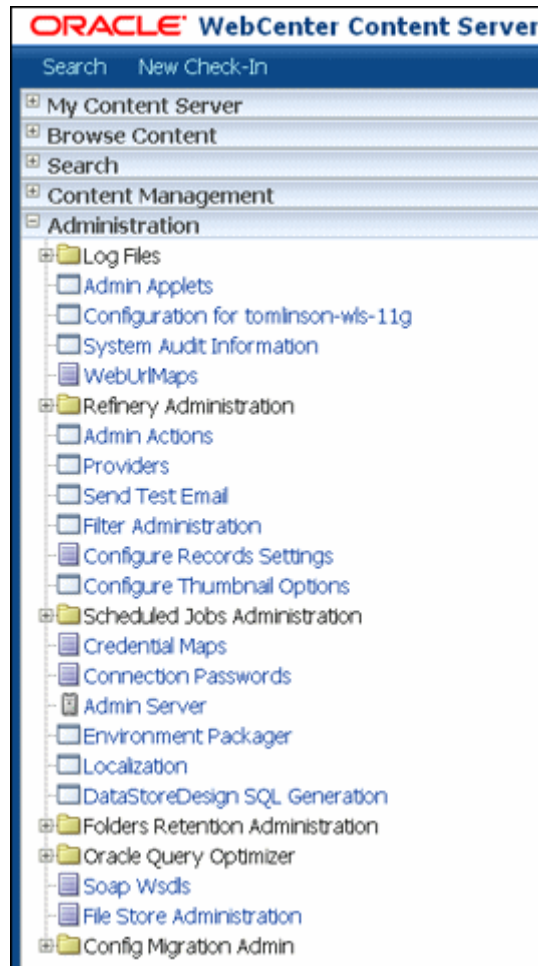 ORACLE WebCenter Content Server
Search New Check-In
My Content Server
Browse Content
Search
Content Management
Administration
Log Files
Admin Applets
Configuration for tomlinson-wls-11g
System Audit Information
WebUrlMaps
Refinery Administration
Admin Actions
Providers
Send Test Email
Filter Administration
Configure Records Settings
Configure Thumbnail Options
Scheduled Jobs Administration
Credential Maps
Connection Passwords
Admin Server
Environment Packager
Localization
DataStoreDesign SQL Generation
Folders Retention Administration
Oracle Query Optimizer
Soap Wsdls
File Store Administration
Config Migration Admin